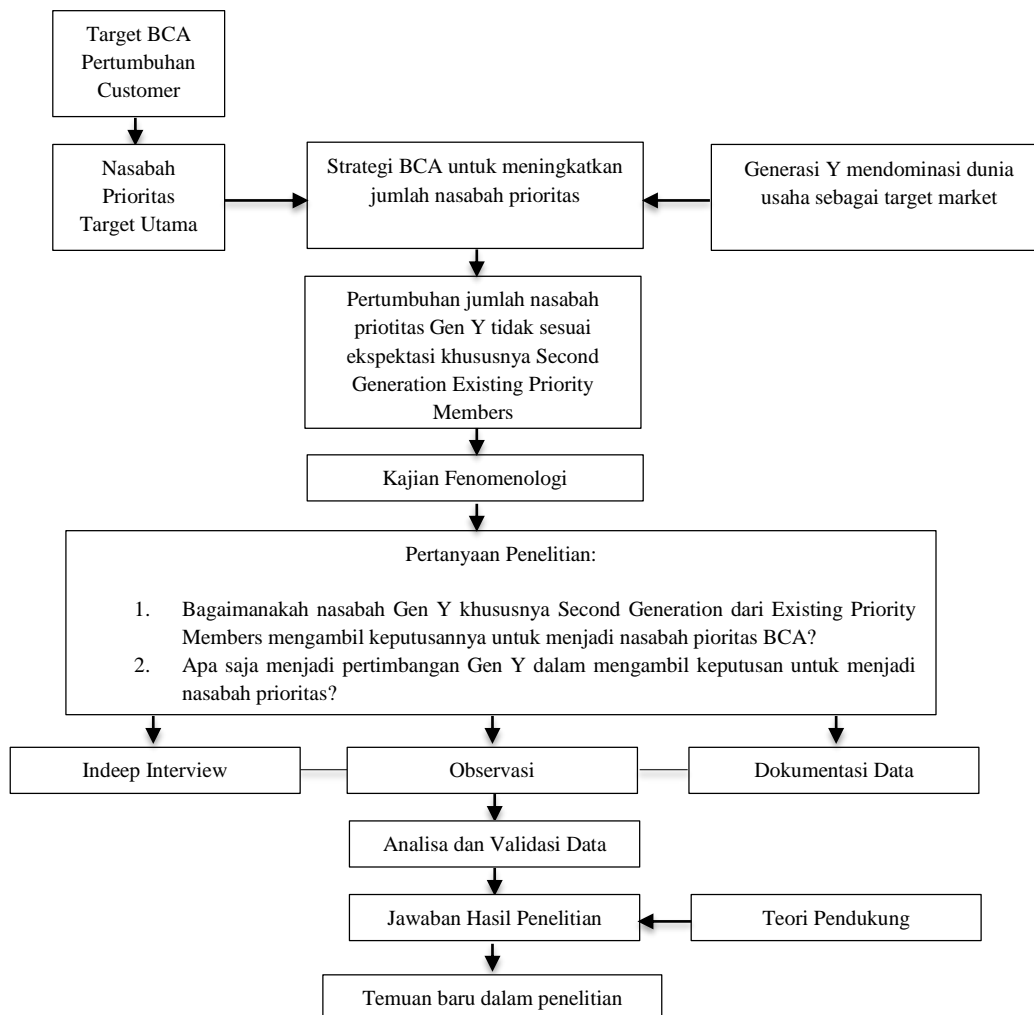 Target BCA
Pertumbuhan
Customer
Nasabah
Prioritas
Target Utama
Strategi BCA untuk meningkatkan
jumlah nasabah prioritas
Generasi Y mendominasi dunia
usaha sebagai target market
Pertumbuhan jumlah nasabah
priotitas Gen Y tidak sesuai
ekspektasi khususnya Second
Generation Existing Priority
Members
Kajian Fenomenologi
Pertanyaan Penelitian:
1. Bagaimanakah nasabah Gen Y khususnya Second Generation dari Existing Priority
Members mengambil keputusannya untuk menjadi nasabah pioritas BCA?
2. Apa saja menjadi pertimbangan Gen Y dalam mengambil keputusan untuk menjadi
nasabah prioritas?
Indeep Interview
Observasi
Dokumentasi Data
Analisa dan Validasi Data
Jawaban Hasil Penelitian
Teori Pendukung
Temuan baru dalam penelitian